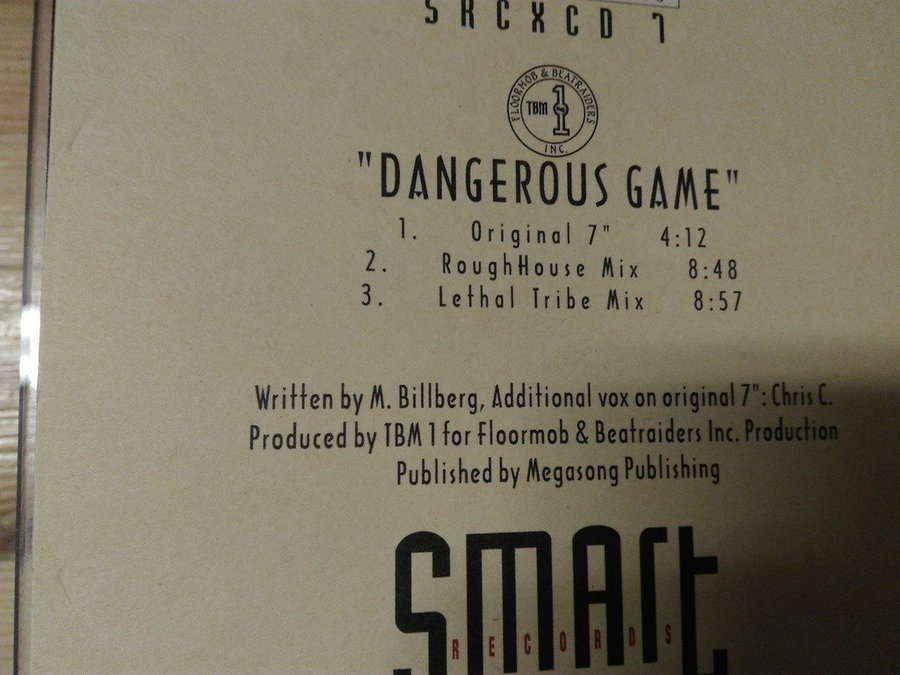 SRCXCD 7
FLOORMOB & BEATRAIDERS
TBM 1
INC.
"DANGEROUS GAME"
1. Original 7" 4:12
2. RoughHouse Mix 8:48
3. Lethal Tribe Mix 8:57
Written by M. Billberg, Additional vox on original 7": Chris C.
Produced by TBM 1 for Floormob & Beatraiders Inc. Production
Published by Megasong Publishing
SMART
RECORDS